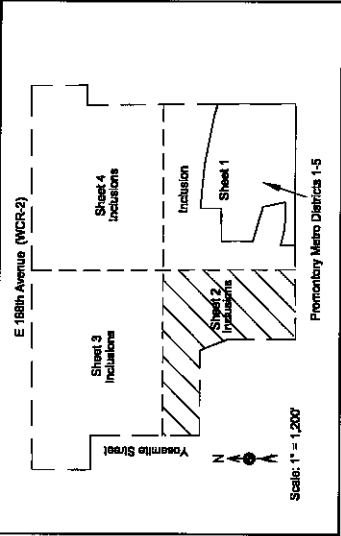 E 168th Avenue (WCR-2)
Sheet 3
Inclusions
Sheet 4
Inclusions
Yosemite Street
Sheet 2
Inclusions
Inclusion
Sheet 1
N
Scale: 1" = 1,200'
Promontory Metro Districts 1-5